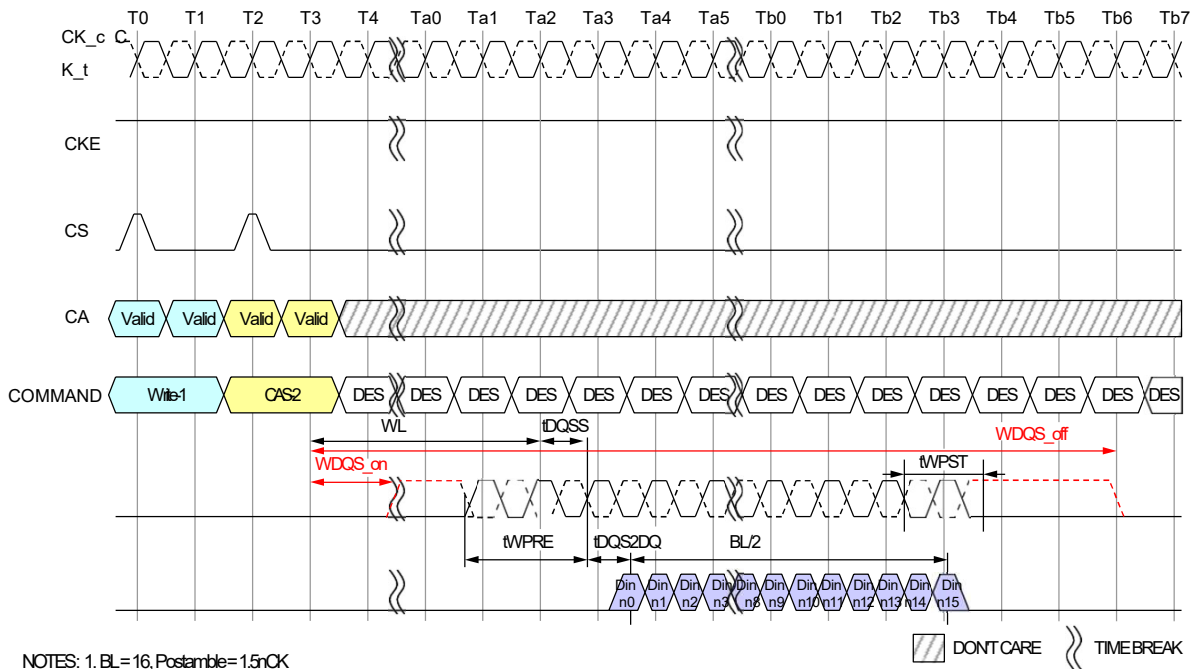 T0 T1 T2 T3 T4 Ta0 Ta1 Ta2 Ta3 Ta4 Ta5 Tb0 Tb1 Tb2 Tb3 Tb4 Tb5 Tb6 Tb7
CK_c C
K_t
CKE
CS
CA Valid Valid Valid Valid
COMMAND Write-1 CAS-2 DES DES DES DES DES DES DES DES DES DES DES DES DES DES DES
WL tDQSS WDQS_off
WDQS_on tWPST
tWPRE tDQS2DQ BL/2
Din Din Din Din Din Din Din Din Din Din Din Din
n0 n1 n2 n3 n8 n9 n10 n11 n12 n13 n14 n15
DON'T CARE TIME BREAK
NOTES: 1. BL = 16, Postamble = 1.5nCK